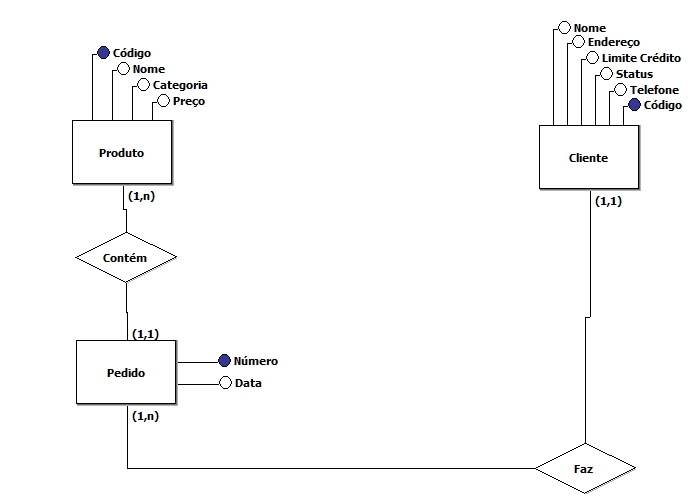 Código
Nome
Categoria
Preço
Produto
(1,n)
Contém
(1,1)
Pedido
Número
Data
(1,n)
Nome
Endereço
Limite Crédito
Status
Telefone
Código
Cliente
(1,1)
Faz